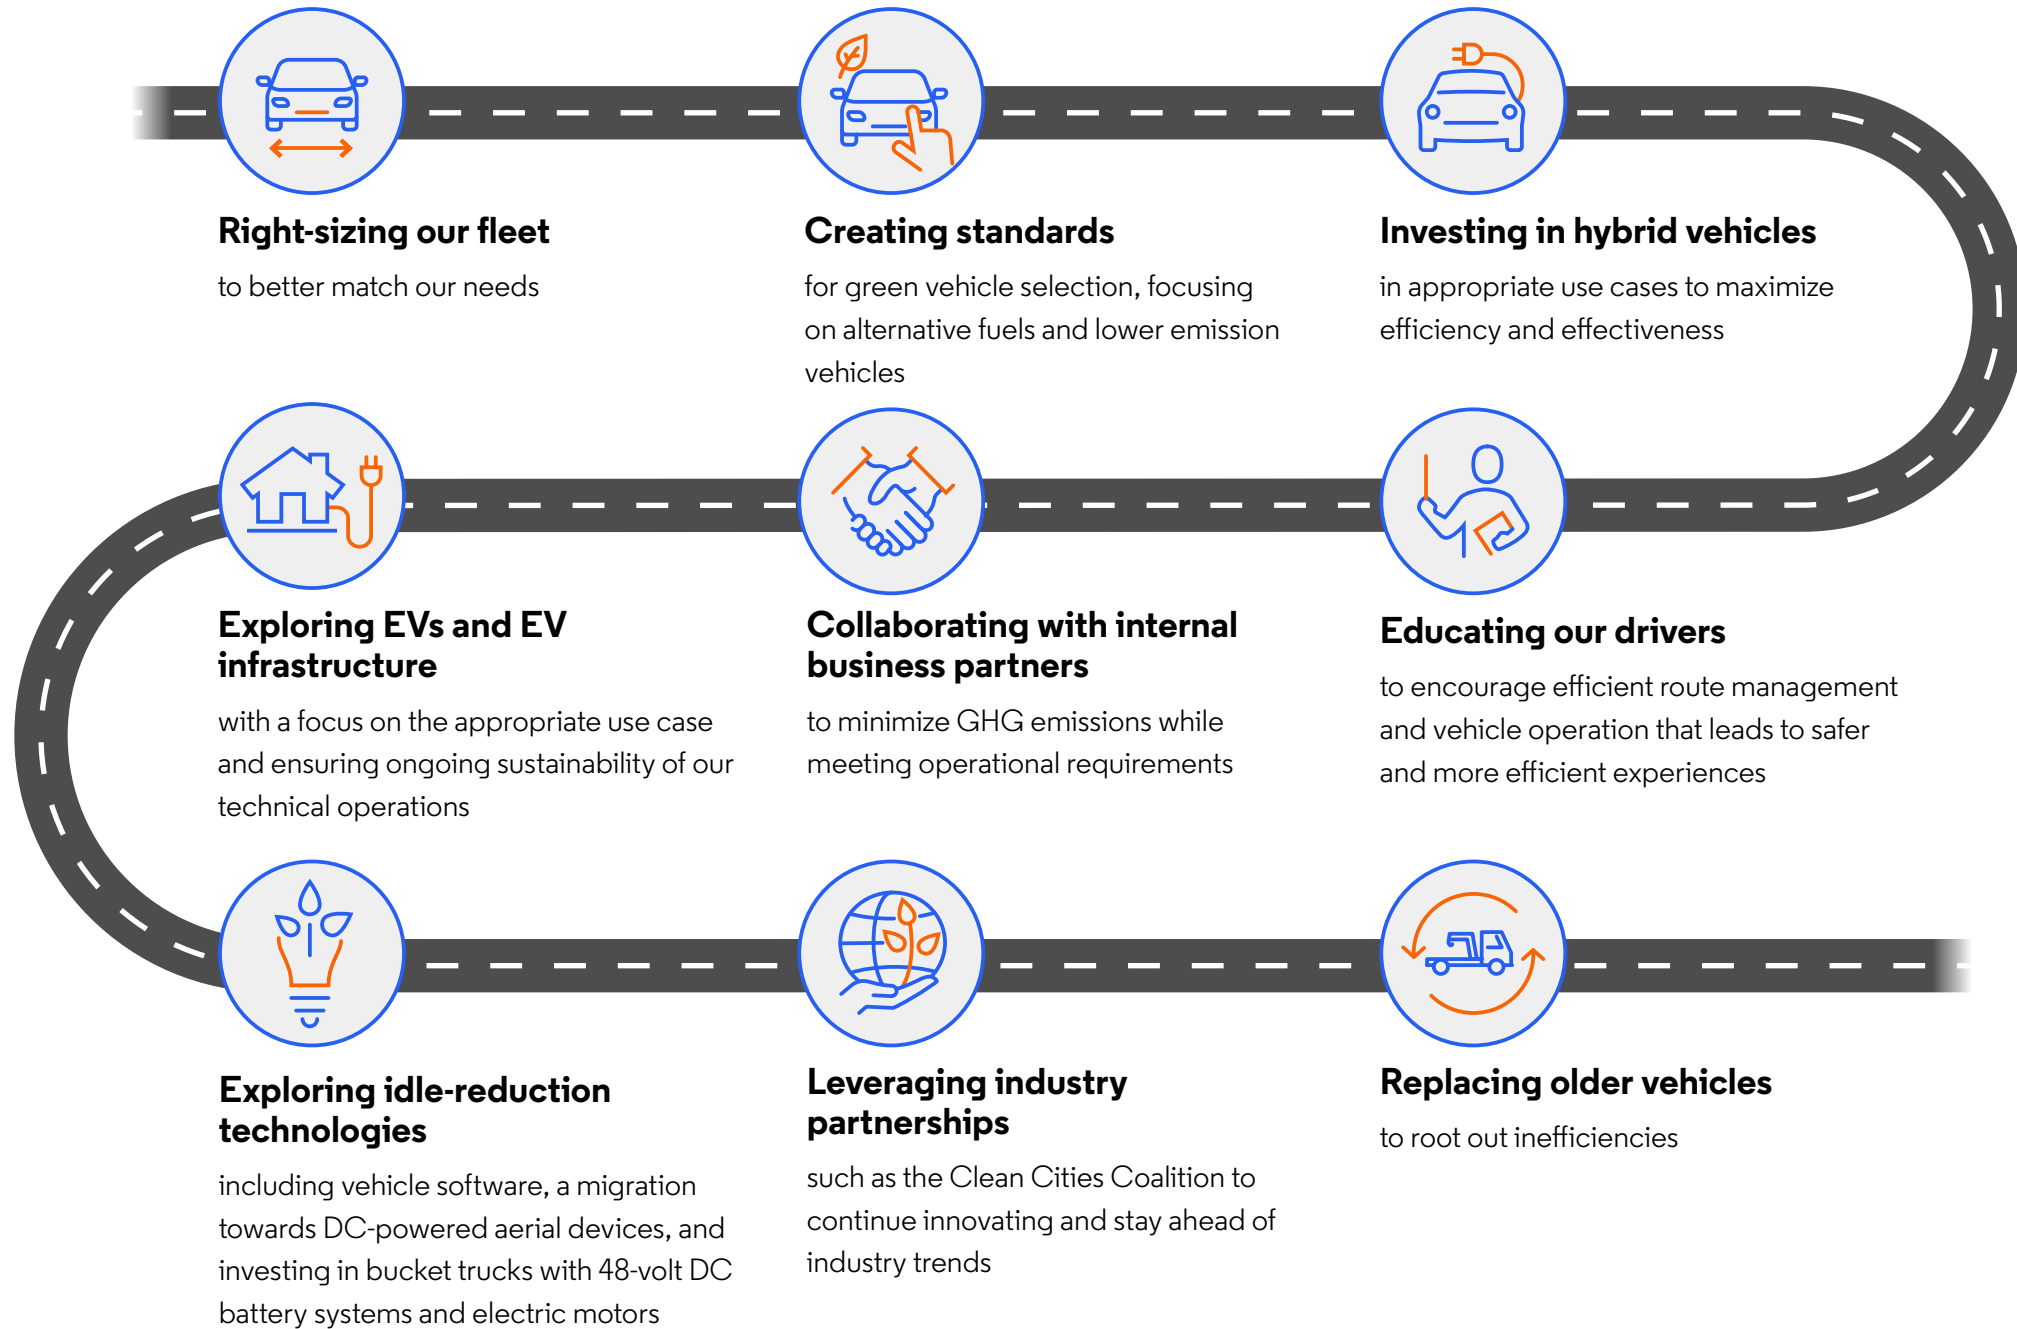 Right-sizing our fleet
to better match our needs
Creating standards
for green vehicle selection, focusing
on alternative fuels and lower emission
vehicles
Investing in hybrid vehicles
in appropriate use cases to maximize
efficiency and effectiveness
Exploring EVs and EV
infrastructure
with a focus on the appropriate use case
and ensuring ongoing sustainability of our
technical operations
Collaborating with internal
business partners
to minimize GHG emissions while
meeting operational requirements
Educating our drivers
to encourage efficient route management
and vehicle operation that leads to safer
and more efficient experiences
Exploring idle-reduction
technologies
including vehicle software, a migration
towards DC-powered aerial devices, and
investing in bucket trucks with 48-volt DC
battery systems and electric motors
Leveraging industry
partnerships
such as the Clean Cities Coalition to
continue innovating and stay ahead of
industry trends
Replacing older vehicles
to root out inefficiencies